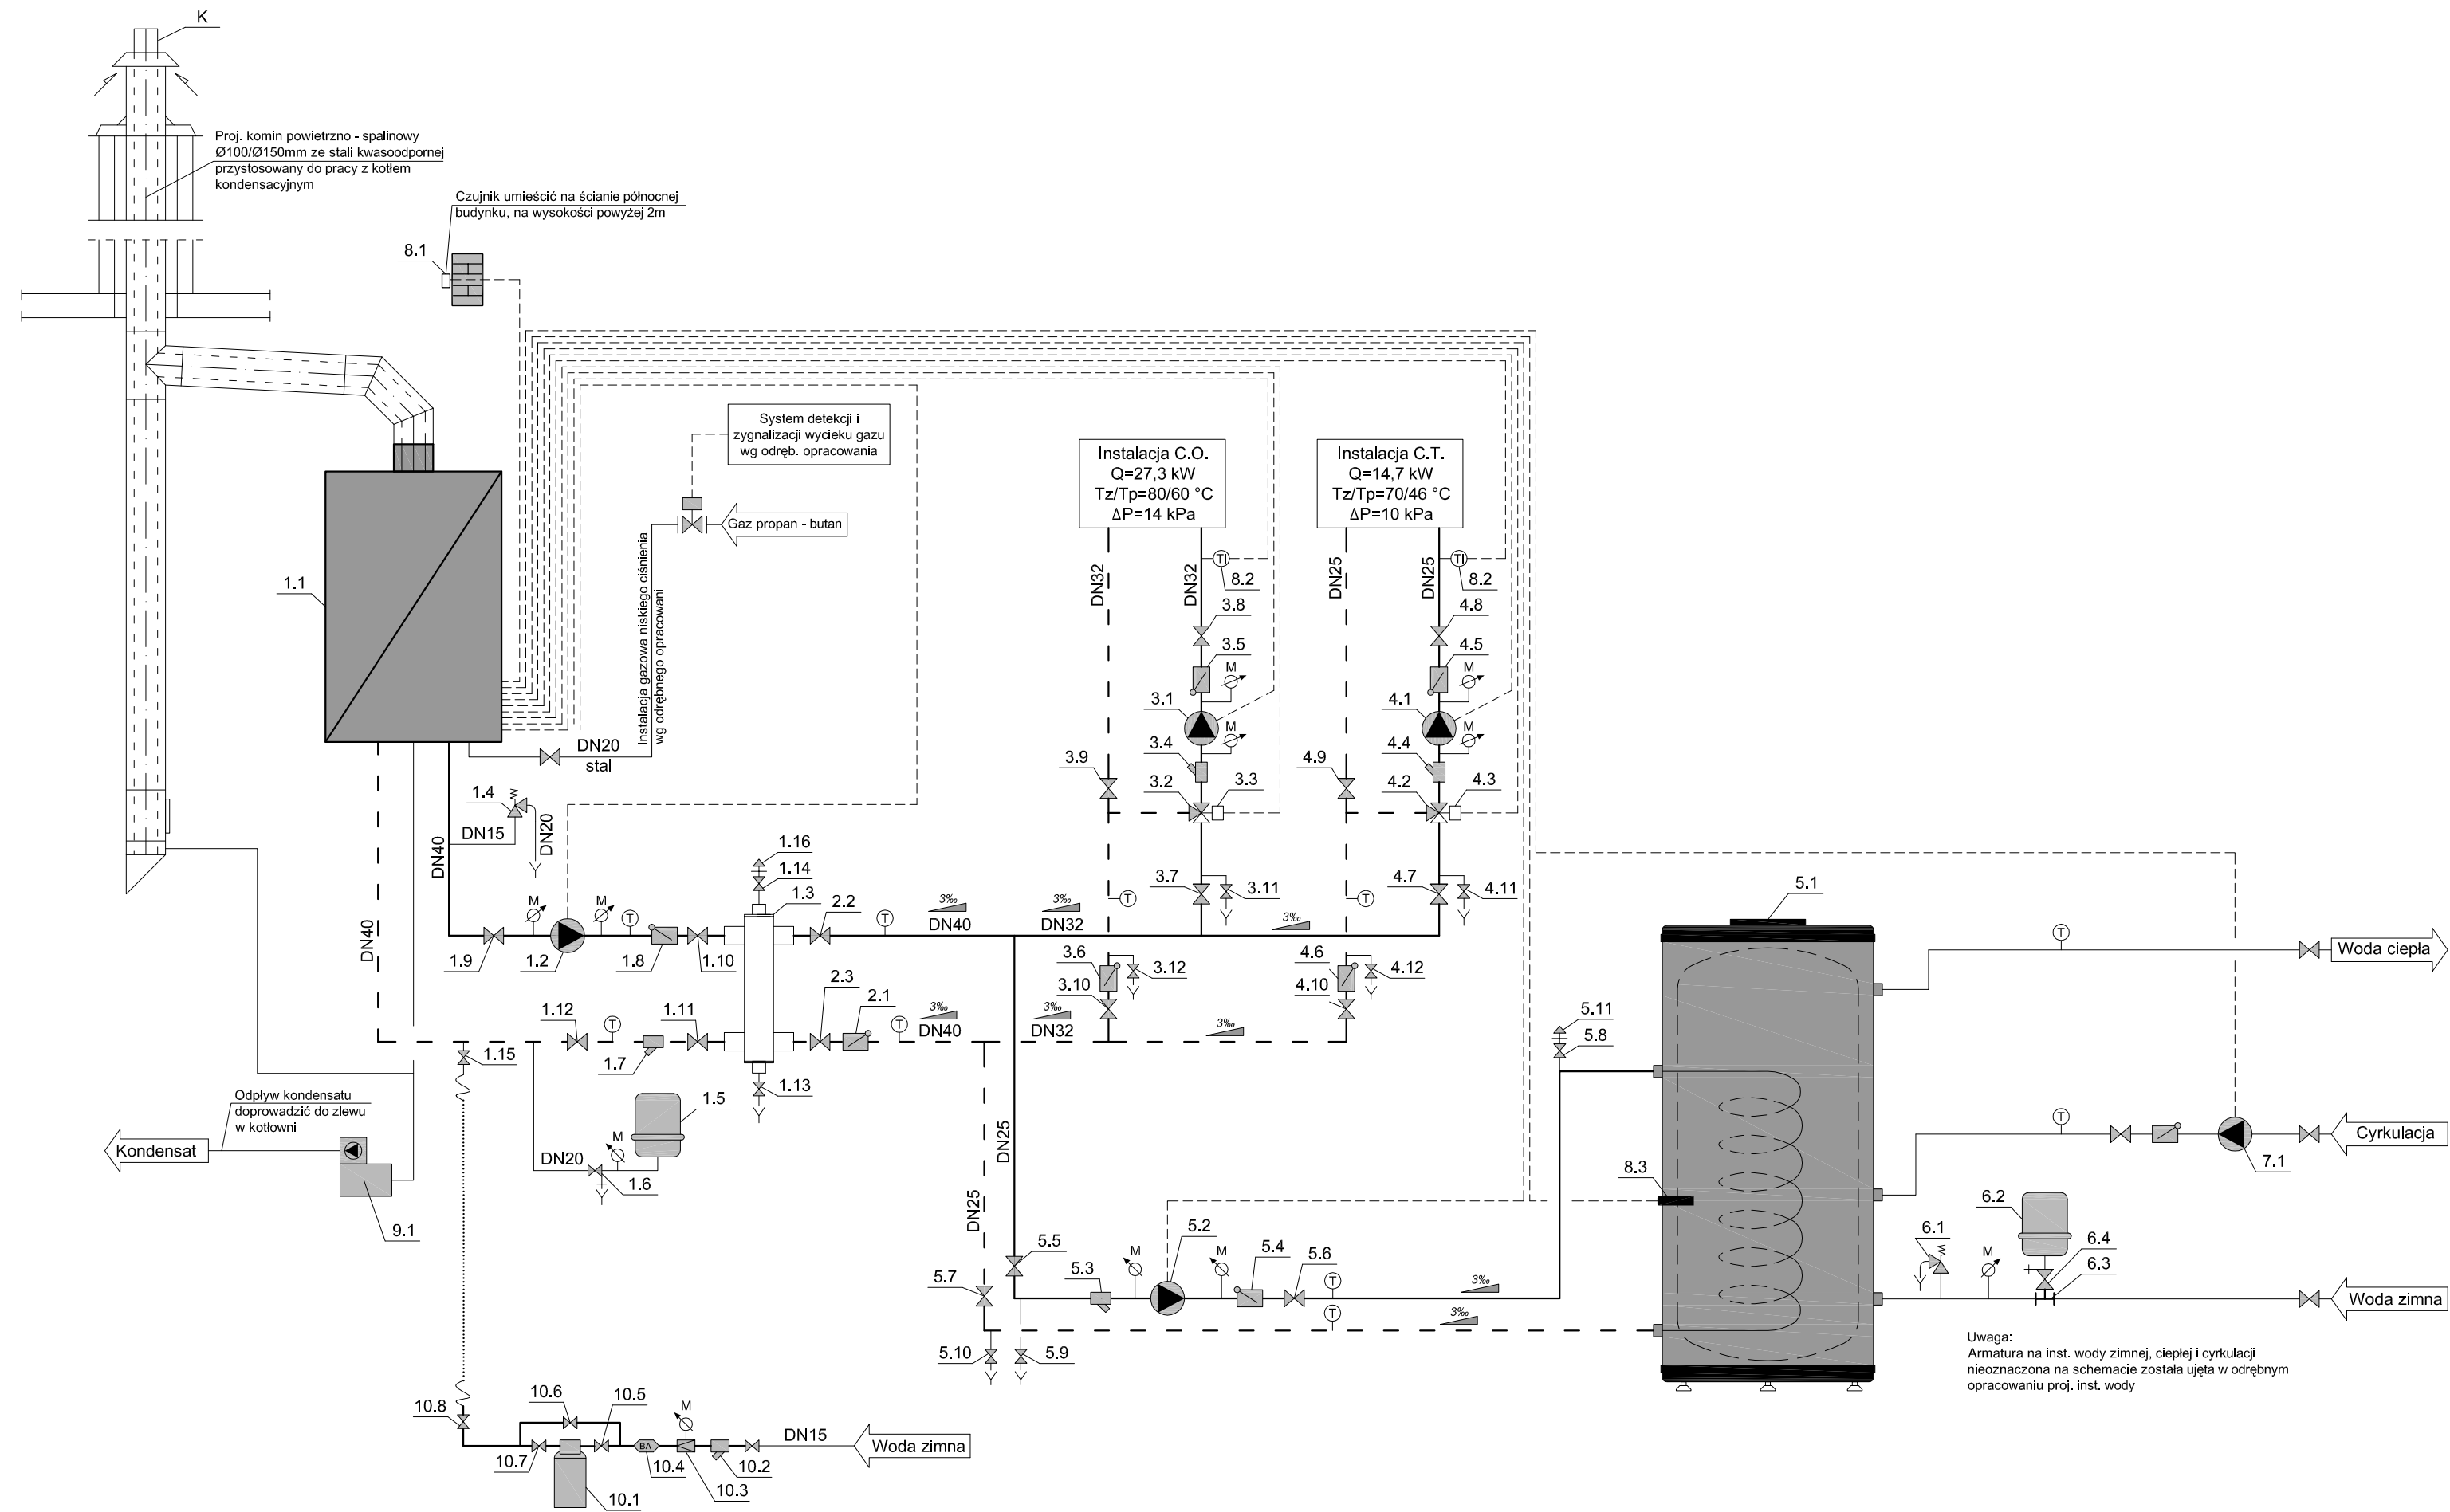 K
Proj. komin powietrzno - spalinowy
Ø100/Ø150mm ze stali kwasoodpornej
przystosowany do pracy z kotłem
kondensacyjnym
Czujnik umieścić na ścianie północnej
budynku, na wysokości powyżej 2m
8.1
System detekcji i
zygnalizacji wycieku gazu
wg odręb. opracowania
Gaz propan - butan
Instalacja gazowa niskiego ciśnienia
wg odrębnego opracowani
DN20
stal
1.1
Instalacja C.O.
Q=27,3 kW
Tz/Tp=80/60 °C
ΔP=14 kPa
Instalacja C.T.
Q=14,7 kW
Tz/Tp=70/46 °C
ΔP=10 kPa
DN32
DN32
Ti
8.2
DN25
DN25
Ti
8.2
3.8
4.8
3.5
4.5
M
M
3.1
4.1
M
M
3.4
4.4
3.9
3.2
3.3
4.9
4.2
4.3
1.4
DN15
DN20
DN40
1.16
1.14
1.3
2.2
3.7
3.11
4.7
4.11
T
T
M
M
T
T
3‰
DN40
3‰
DN32
3‰
DN40
1.9
1.2
1.8
1.10
3.6
3.12
4.6
4.12
2.3
2.1
3.10
4.10
1.12
T
1.11
T
3‰
DN40
3‰
DN32
3‰
1.15
1.7
1.13
1.5
M
DN20
1.6
DN25
DN25
5.1
T
Woda ciepła
5.11
5.8
T
Cyrkulacja
7.1
8.3
Odpływ kondensatu
doprowadzić do zlewu
w kotłowni
Kondensat
9.1
5.5
5.7
5.3
M
5.2
M
5.4
5.6
T
T
3‰
3‰
5.10
5.9
6.2
6.1
M
6.4
6.3
Woda zimna
Uwaga:
Armatura na inst. wody zimnej, ciepłej i cyrkulacji
nieoznaczona na schemacie została ujęta w odrębnym
opracowaniu proj. inst. wody
10.8
10.6
10.5
M
DN15
Woda zimna
BA
10.7
10.4
10.3
10.2
10.1